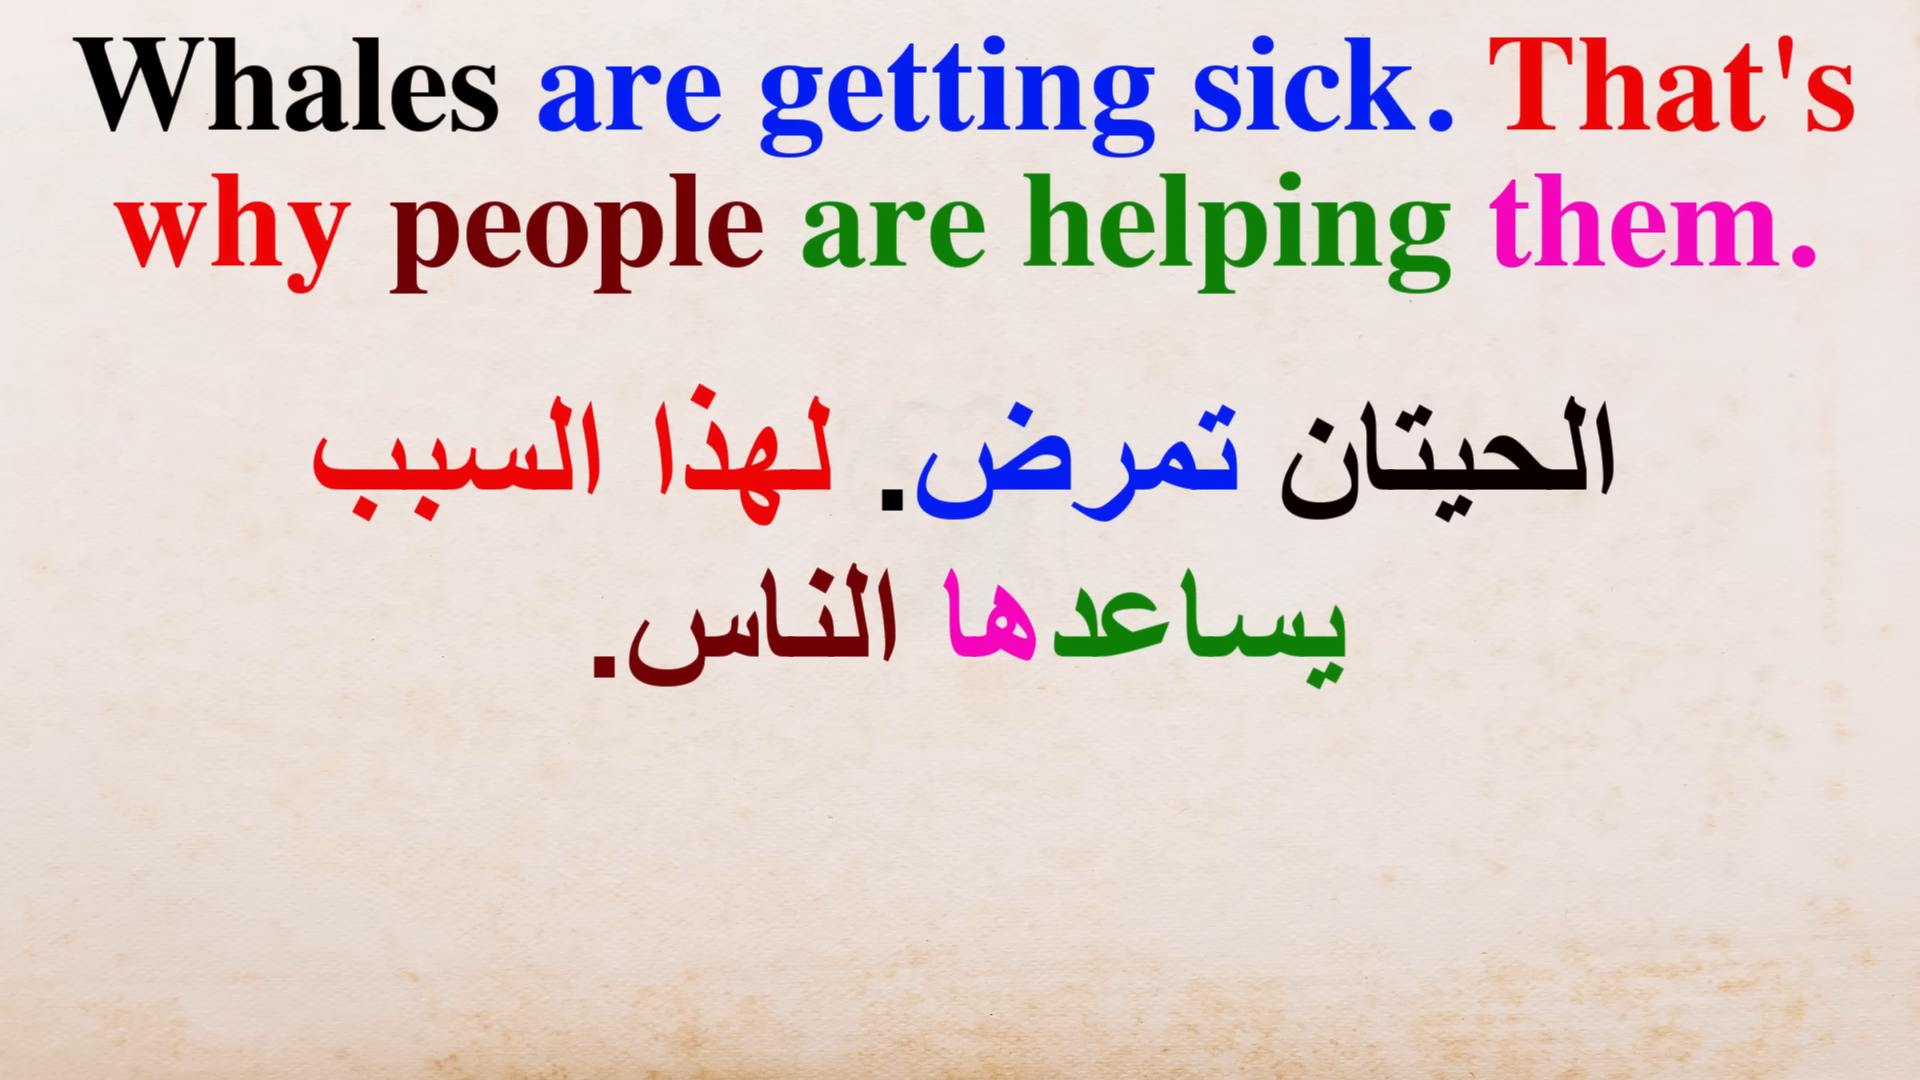 Whales are getting sick. That's
why people are helping them.
الحيتان تمرض. لهذا السبب
يساعدها الناس.